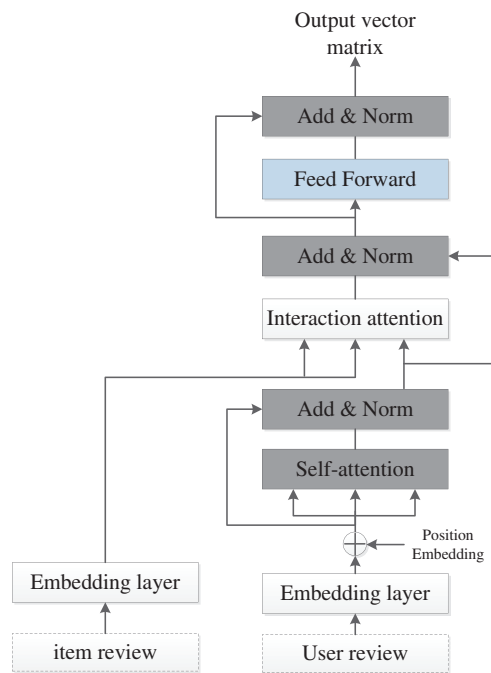 Output vector
matrix
Add & Norm
Feed Forward
Add & Norm
Interaction attention
Add & Norm
Self-attention
Position
Embedding
Embedding layer
Embedding layer
item review
User review